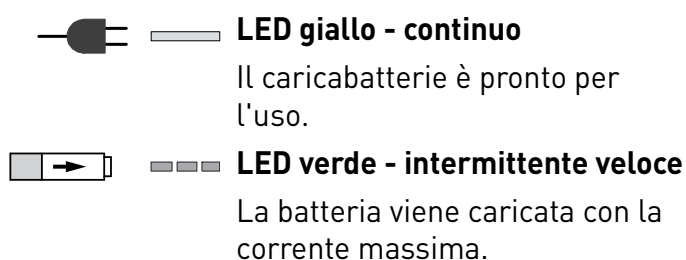 LED giallo - continuo
Il caricabatterie è pronto per
l'uso.
LED verde - intermittente veloce
La batteria viene caricata con la
corrente massima.